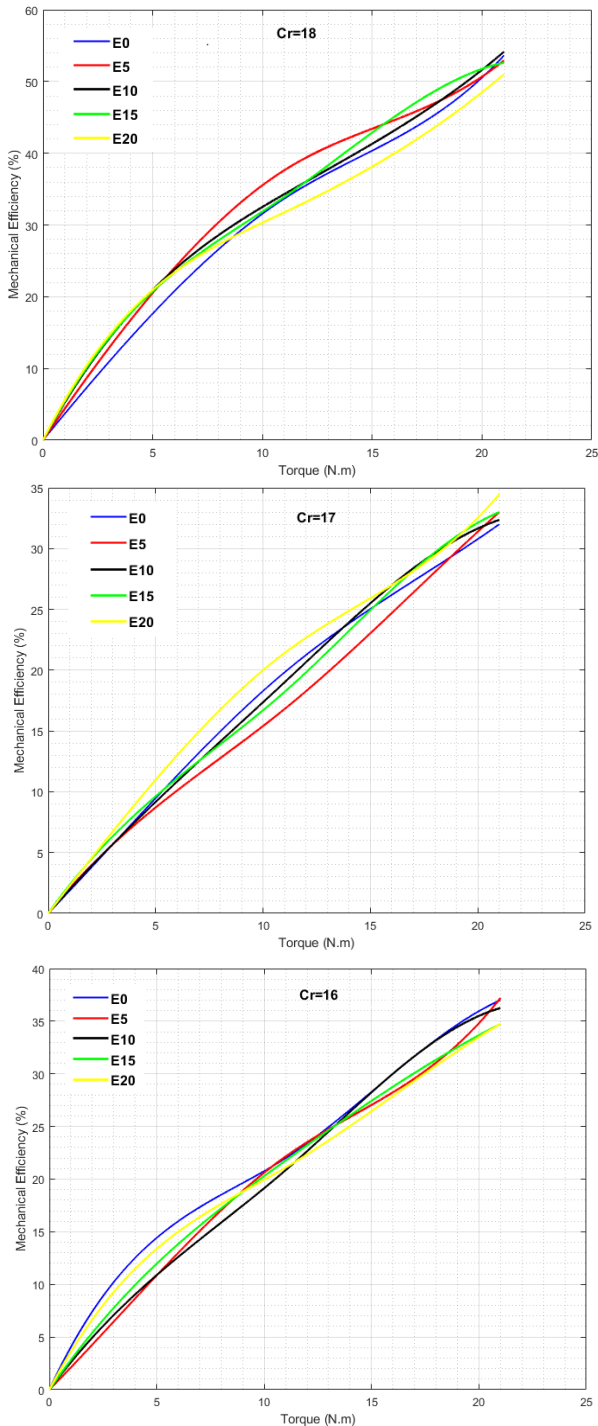 60
50
40
30
20
10
0
Mechanical Efficiency (%)
Cr=18
E0
E5
E10
E15
E20
0 5 10 15 20 25
Torque (N.m)
35
30
25
20
15
10
5
0
Mechanical Efficiency (%)
Cr=17
E0
E5
E10
E15
E20
0 5 10 15 20 25
Torque (N.m)
40
35
30
25
20
15
10
5
0
Mechanical Efficiency (%)
Cr=16
E0
E5
E10
E15
E20
0 5 10 15 20 25
Torque (N.m)